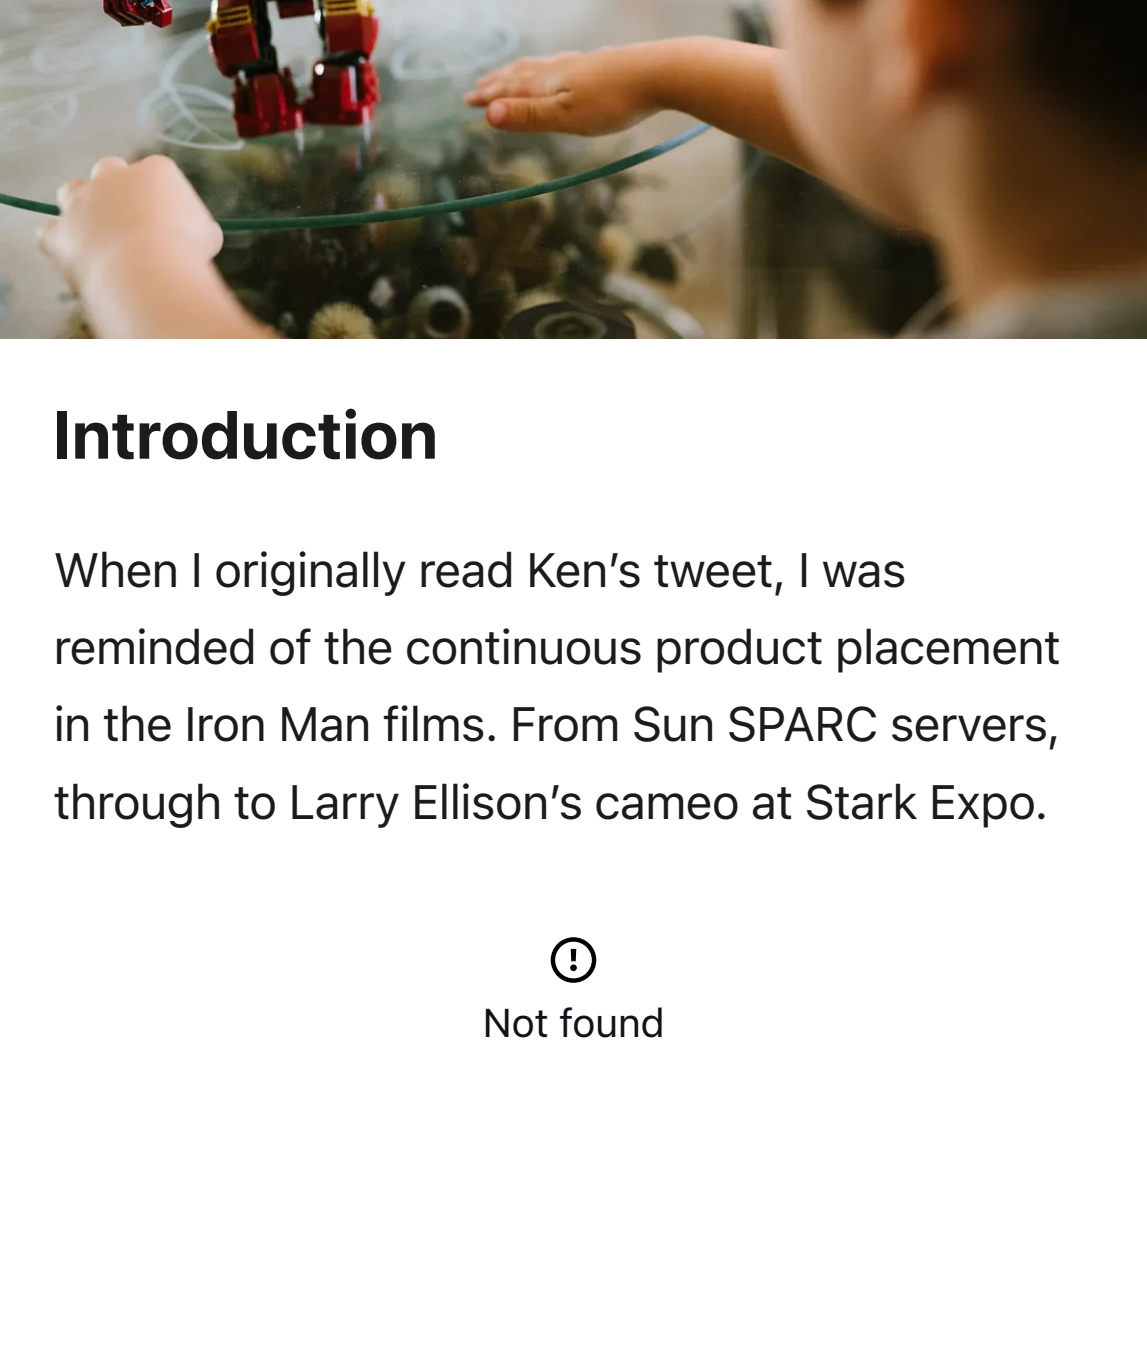 Introduction
When I originally read Ken’s tweet, I was
reminded of the continuous product placement
in the Iron Man films. From Sun SPARC servers,
through to Larry Ellison’s cameo at Stark Expo.
Not found